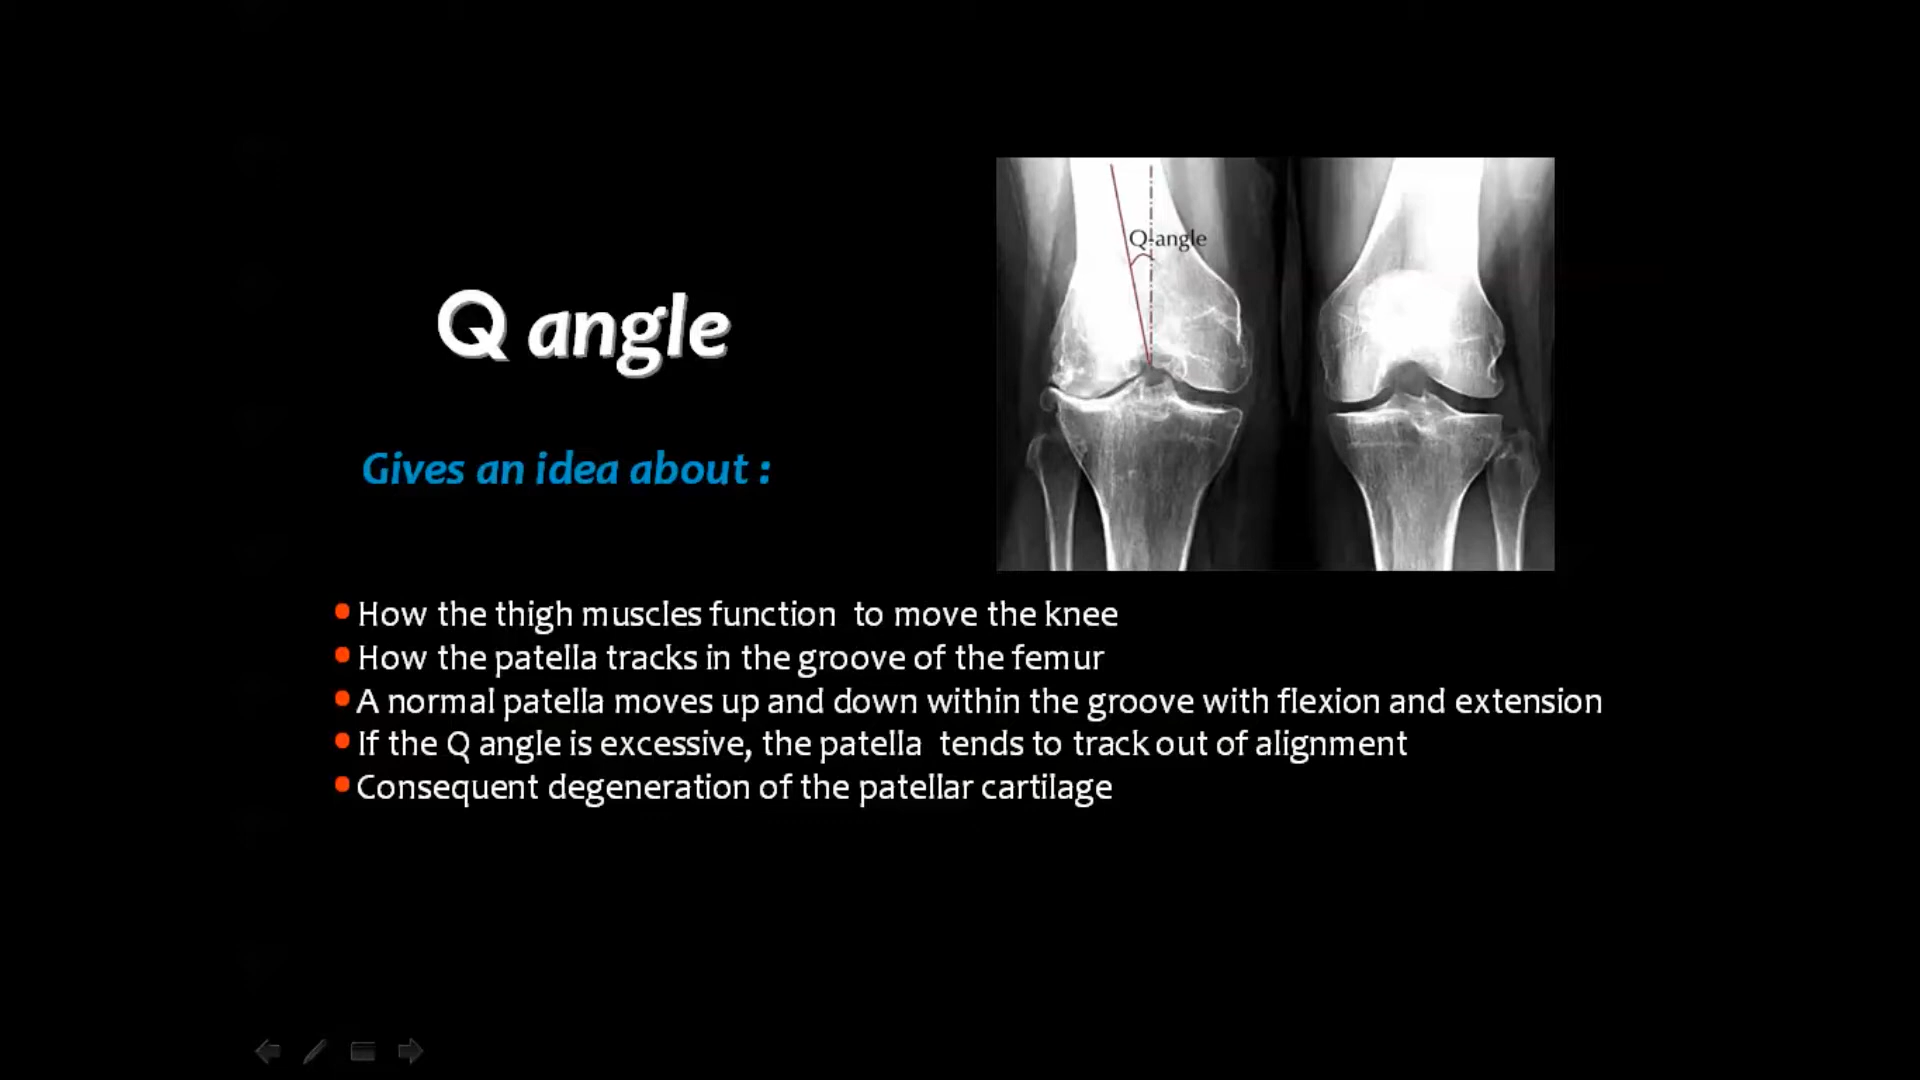 Q-angle
Q angle
Gives an idea about :
• How the thigh muscles function to move the knee
• How the patella tracks in the groove of the femur
• A normal patella moves up and down within the groove with flexion and extension
• If the Q angle is excessive, the patella tends to track out of alignment
• Consequent degeneration of the patellar cartilage